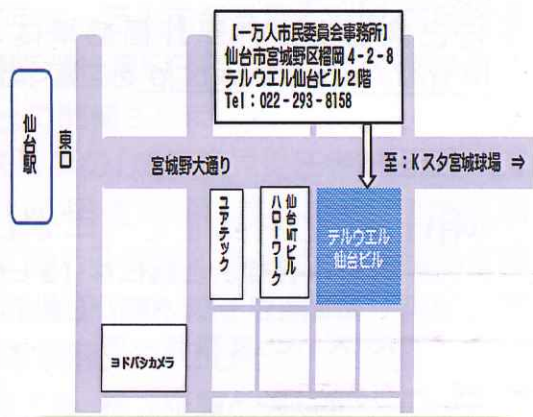 【一万人市民委員会事務所】
仙台市宮城野区榴岡4-2-8
テルウエル仙台ビル2階
Tel:022-293-8158
仙台駅
東口
宮城野大通り
至:Kスタ宮城球場 ⇒
ユアテック
仙台MTビル
ハローワーク
テルウエル
仙台ビル
ヨドバシカメラ